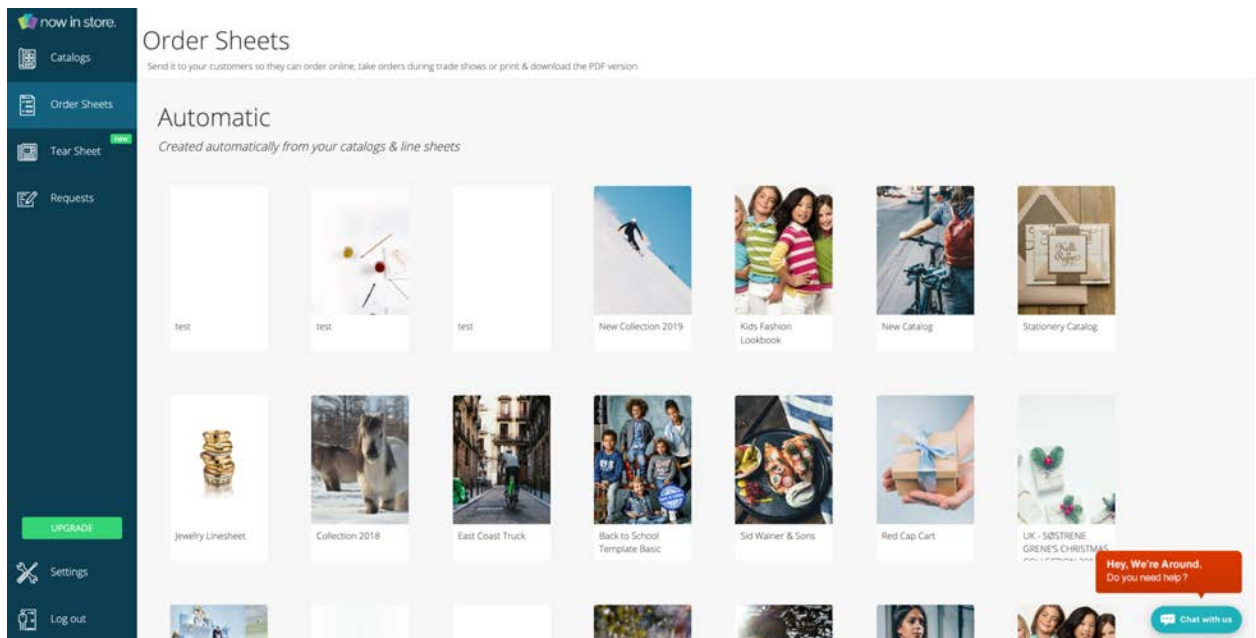 now in store.
Catalogs
Order Sheets
Tear Sheet
new
Requests
UPGRADE
Settings
Log out
Order Sheets
Send it to your customers so they can order online, take orders during trade shows or print & download the PDF version
Automatic
Created automatically from your catalogs & line sheets
test
test
test
New Collection 2019
Kids Fashion
Lookbook
New Catalog
Stationery Catalog
Jewelry Linesheet
Collection 2018
East Coast Truck
Back to School
Template Basic
Sid Wainer & Sons
Red Cap Cart
UK - SØSTRENE
GRENE'S CHRISTMAS
Hey, We're Around.
Do you need help ?
Chat with us